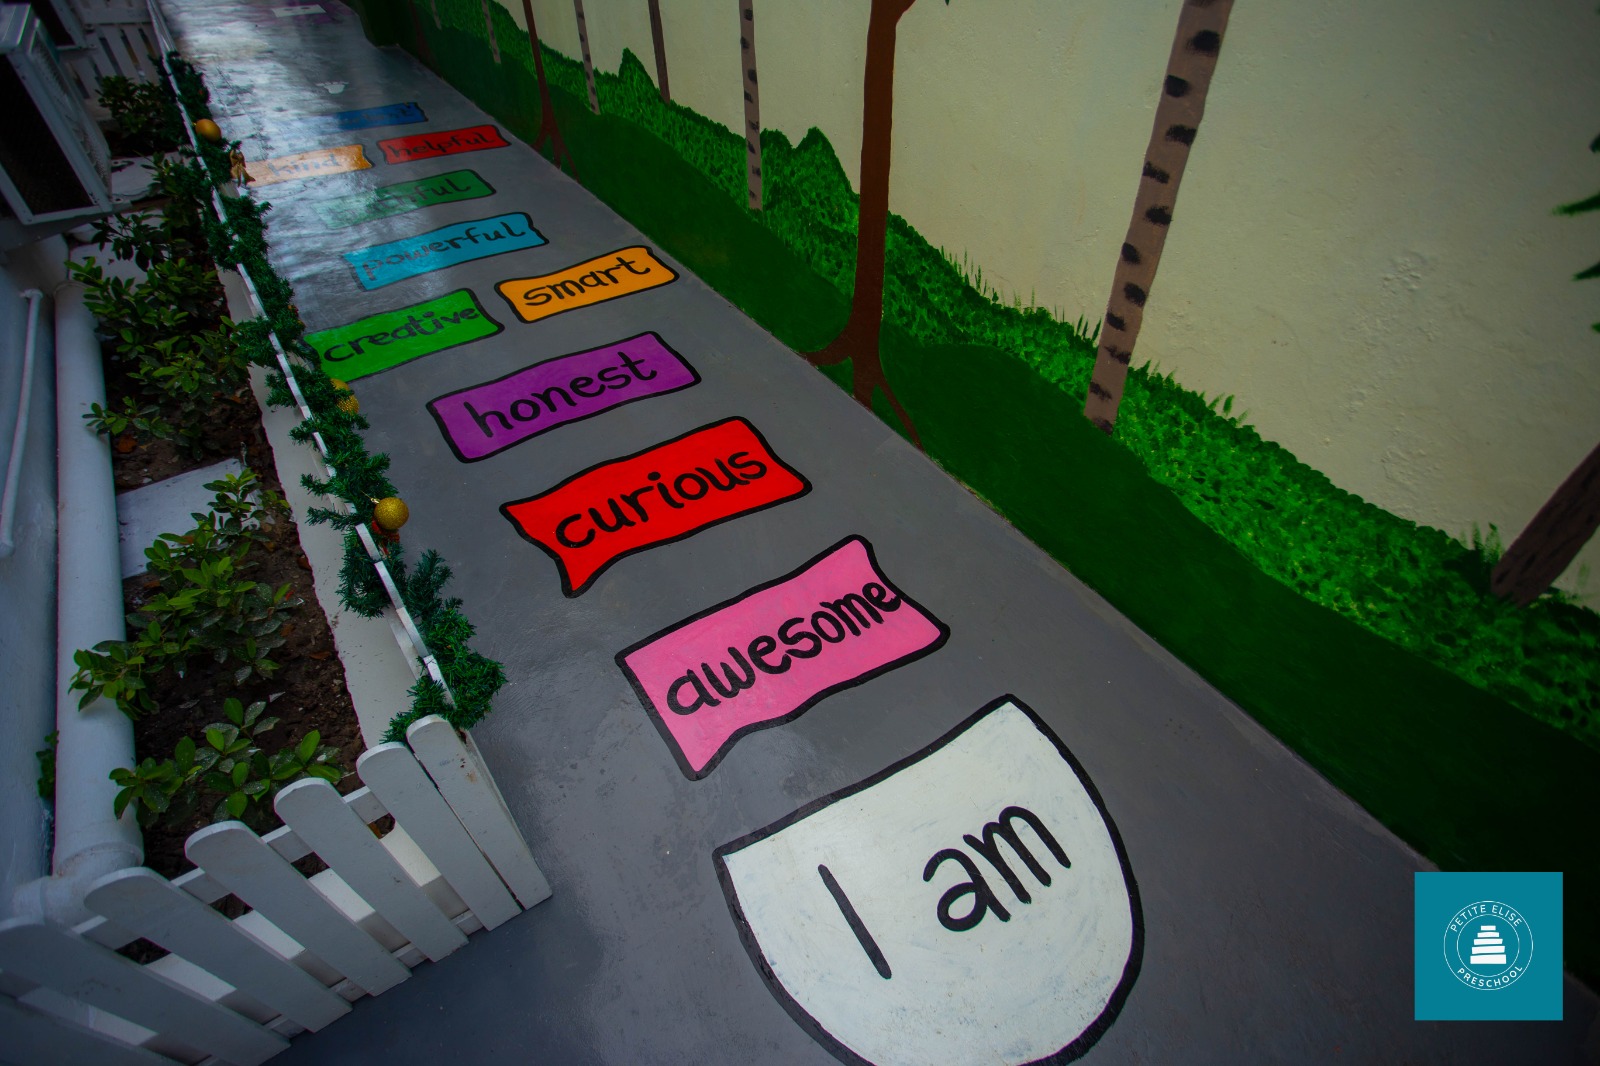 I am
awesome
curious
honest
creative
smart
powerful
kind
helpful
PETITE ELISE
PRESCHOOL